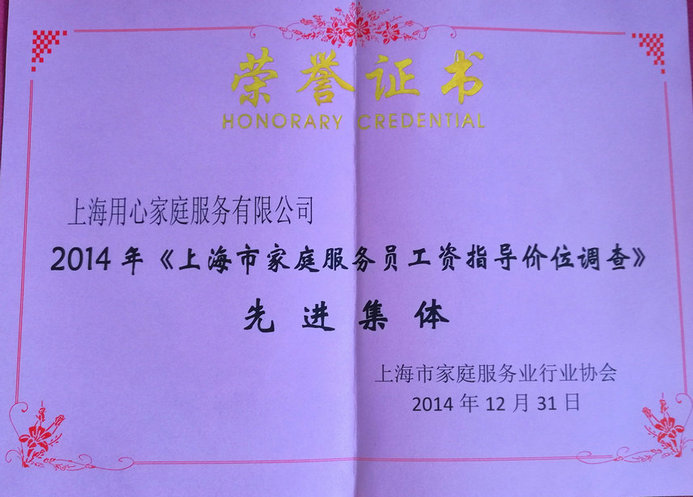 荣誉证书
HONORARY CREDENTIAL
上海用心家庭服务有限公司
2014年《上海市家庭服务员工资指导价位调查》
先进集体
上海市家庭服务业行业协会
2014年12月31日